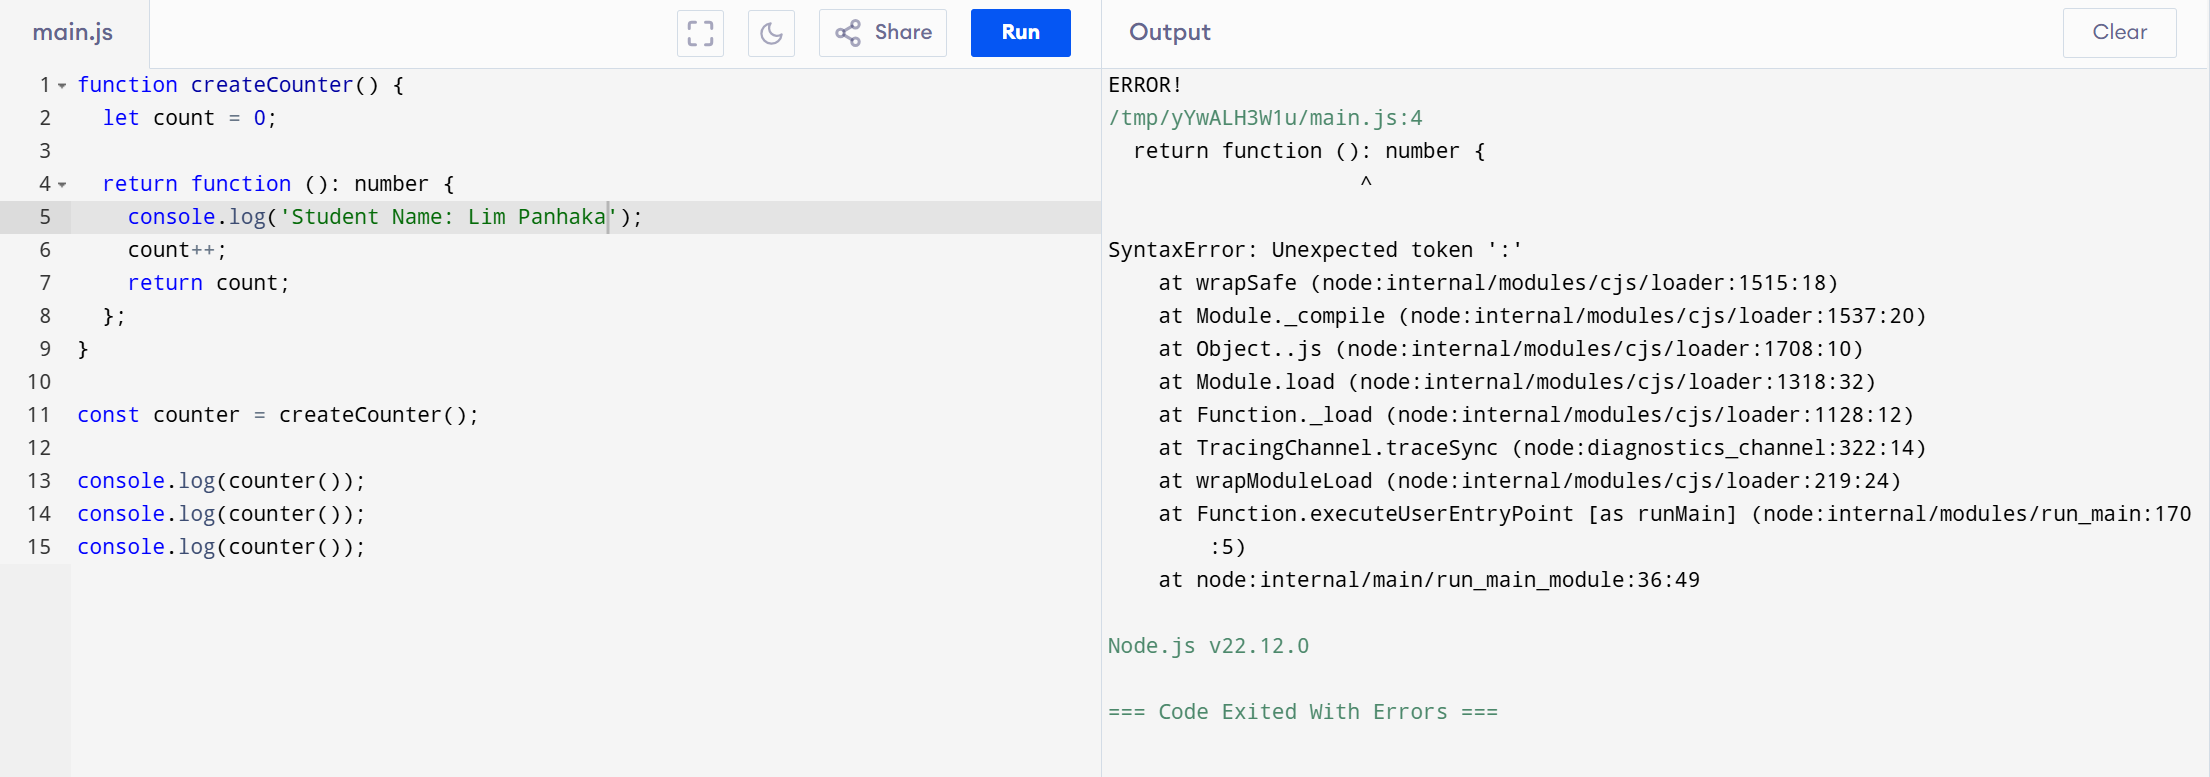 main.js
Share
Run
Output
Clear
1 function createCounter() {
2   let count = 0;
3
4   return function (): number {
5     console.log('Student Name: Lim Panhaka');
6     count++;
7     return count;
8   };
9 }
10
11 const counter = createCounter();
12
13 console.log(counter());
14 console.log(counter());
15 console.log(counter());
ERROR!
/tmp/yYwALH3W1u/main.js:4
  return function (): number {
                    ^
SyntaxError: Unexpected token ':'
    at wrapSafe (node:internal/modules/cjs/loader:1515:18)
    at Module._compile (node:internal/modules/cjs/loader:1537:20)
    at Object..js (node:internal/modules/cjs/loader:1708:10)
    at Module.load (node:internal/modules/cjs/loader:1318:32)
    at Function._load (node:internal/modules/cjs/loader:1128:12)
    at TracingChannel.traceSync (node:diagnostics_channel:322:14)
    at wrapModuleLoad (node:internal/modules/cjs/loader:219:24)
    at Function.executeUserEntryPoint [as runMain] (node:internal/modules/run_main:170
        :5)
    at node:internal/main/run_main_module:36:49
Node.js v22.12.0
=== Code Exited With Errors ===